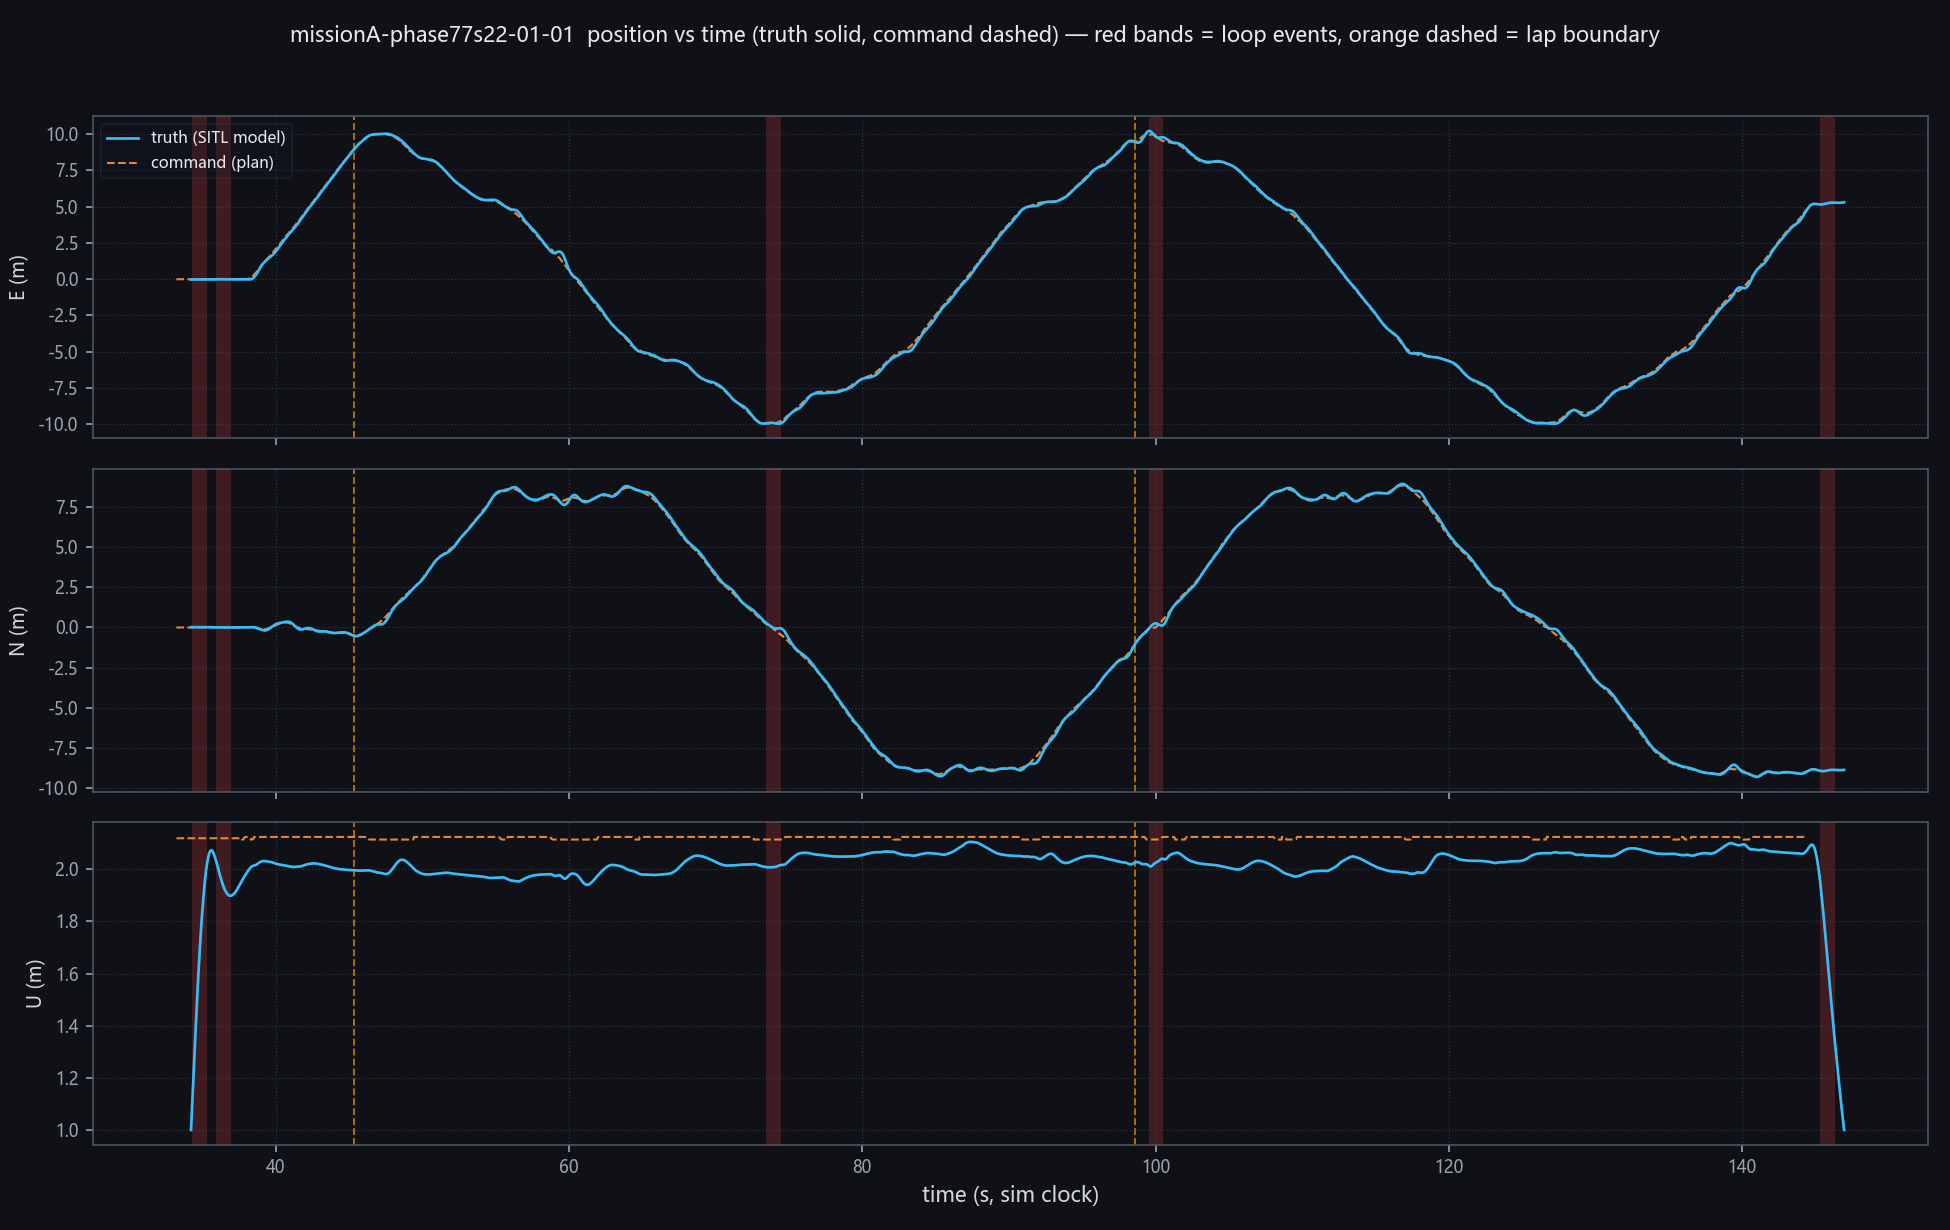 missionA-phase77s22-01-01  position vs time (truth solid, command dashed) — red bands = loop events, orange dashed = lap boundary
truth (SITL model)
command (plan)
E (m)
10.0
7.5
5.0
2.5
0.0
-2.5
-5.0
-7.5
-10.0
N (m)
7.5
5.0
2.5
0.0
-2.5
-5.0
-7.5
-10.0
U (m)
2.0
1.8
1.6
1.4
1.2
1.0
40 60 80 100 120 140
time (s, sim clock)